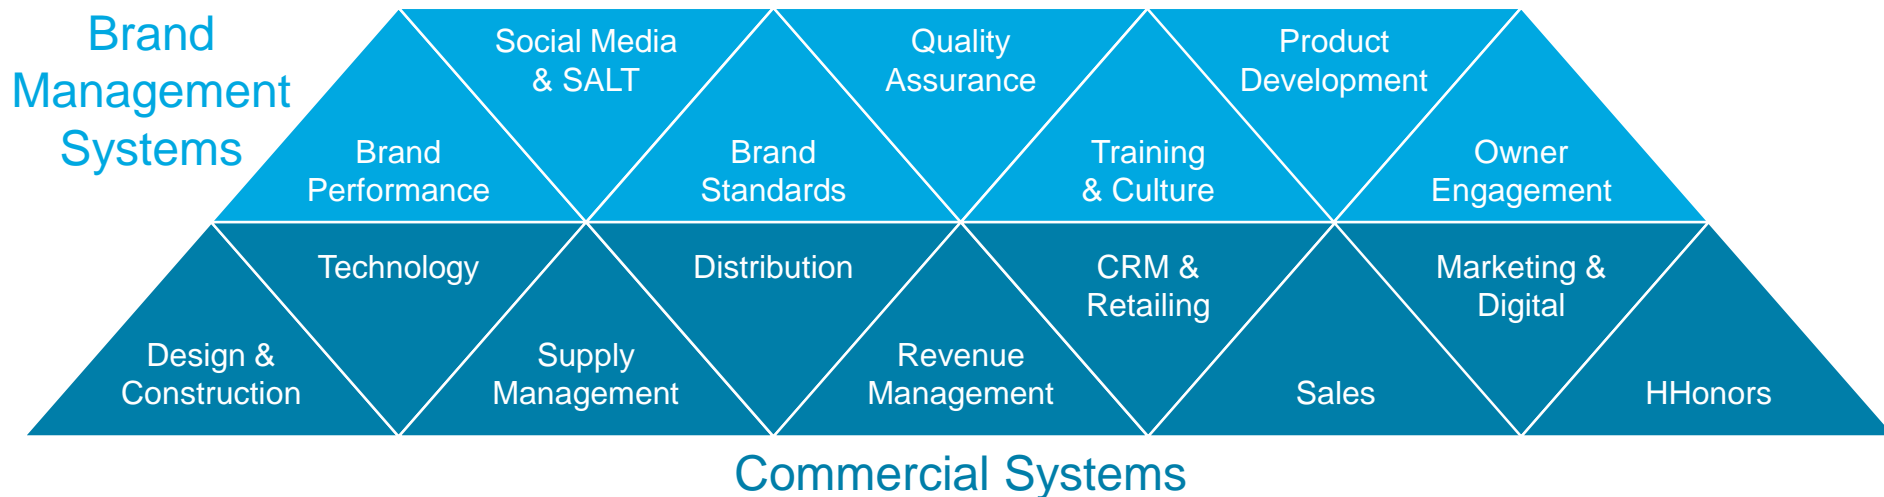 Brand
Management
Systems
Social Media
& SALT
Quality
Assurance
Product
Development
Brand
Performance
Brand
Standards
Training
& Culture
Owner
Engagement
Technology
Distribution
CRM &
Retailing
Marketing &
Digital
Design &
Construction
Supply
Management
Revenue
Management
Sales
HHonors
Commercial Systems